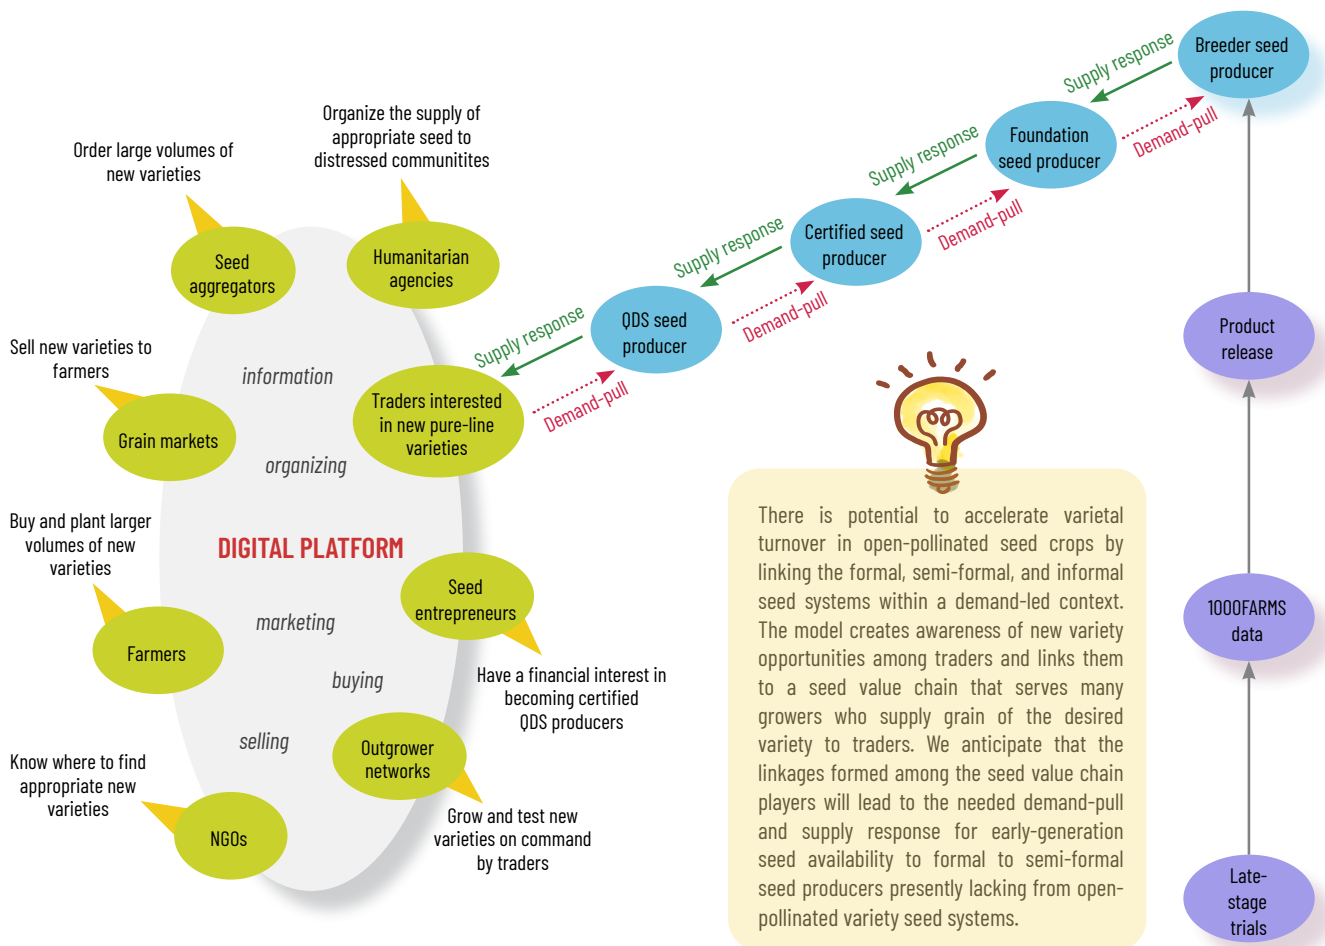 Breeder seed
producer
Supply response
Demand-pull
Foundation
seed producer
Supply response
Demand-pull
Certified seed
producer
Supply response
Demand-pull
QDS seed
producer
Supply response
Demand-pull
Organize the supply of
appropriate seed to
distressed communitites
Order large volumes of
new varieties
Seed
aggregators
Humanitarian
agencies
Sell new varieties to
farmers
information
Grain markets
Traders interested
in new pure-line
varieties
organizing
Buy and plant larger
volumes of new
varieties
DIGITAL PLATFORM
Seed
entrepreneurs
marketing
Farmers
buying
Have a financial interest in
becoming certified
QDS producers
selling
Outgrower
networks
Know where to find
appropriate new
varieties
Grow and test new
varieties on command
by traders
NGOs
There is potential to accelerate varietal
turnover in open-pollinated seed crops by
linking the formal, semi-formal, and informal
seed systems within a demand-led context.
The model creates awareness of new variety
opportunities among traders and links them
to a seed value chain that serves many
growers who supply grain of the desired
variety to traders. We anticipate that the
linkages formed among the seed value chain
players will lead to the needed demand-pull
and supply response for early-generation
seed availability to formal to semi-formal
seed producers presently lacking from open-
pollinated variety seed systems.
Product
release
1000FARMS
data
Late-
stage
trials